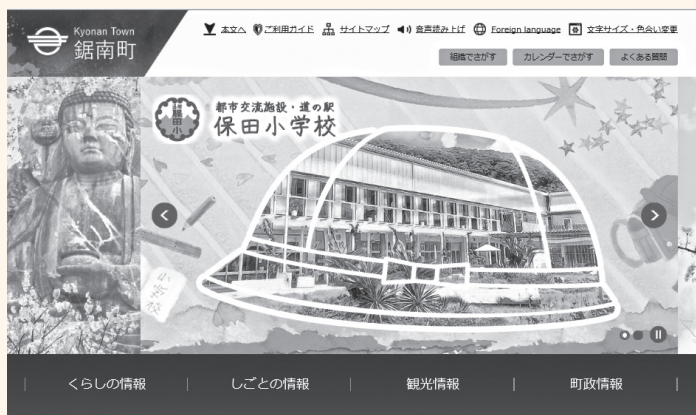 Kyonan Town
鋸南町
本文へ ご利用ガイド サイトマップ 音声読み上げ Foreign language 文字サイズ・色合い変更
組織でさがす カレンダーでさがす よくある質問
都市交流施設・道の駅
保田小学校
くらしの情報 しごとの情報 観光情報 町政情報